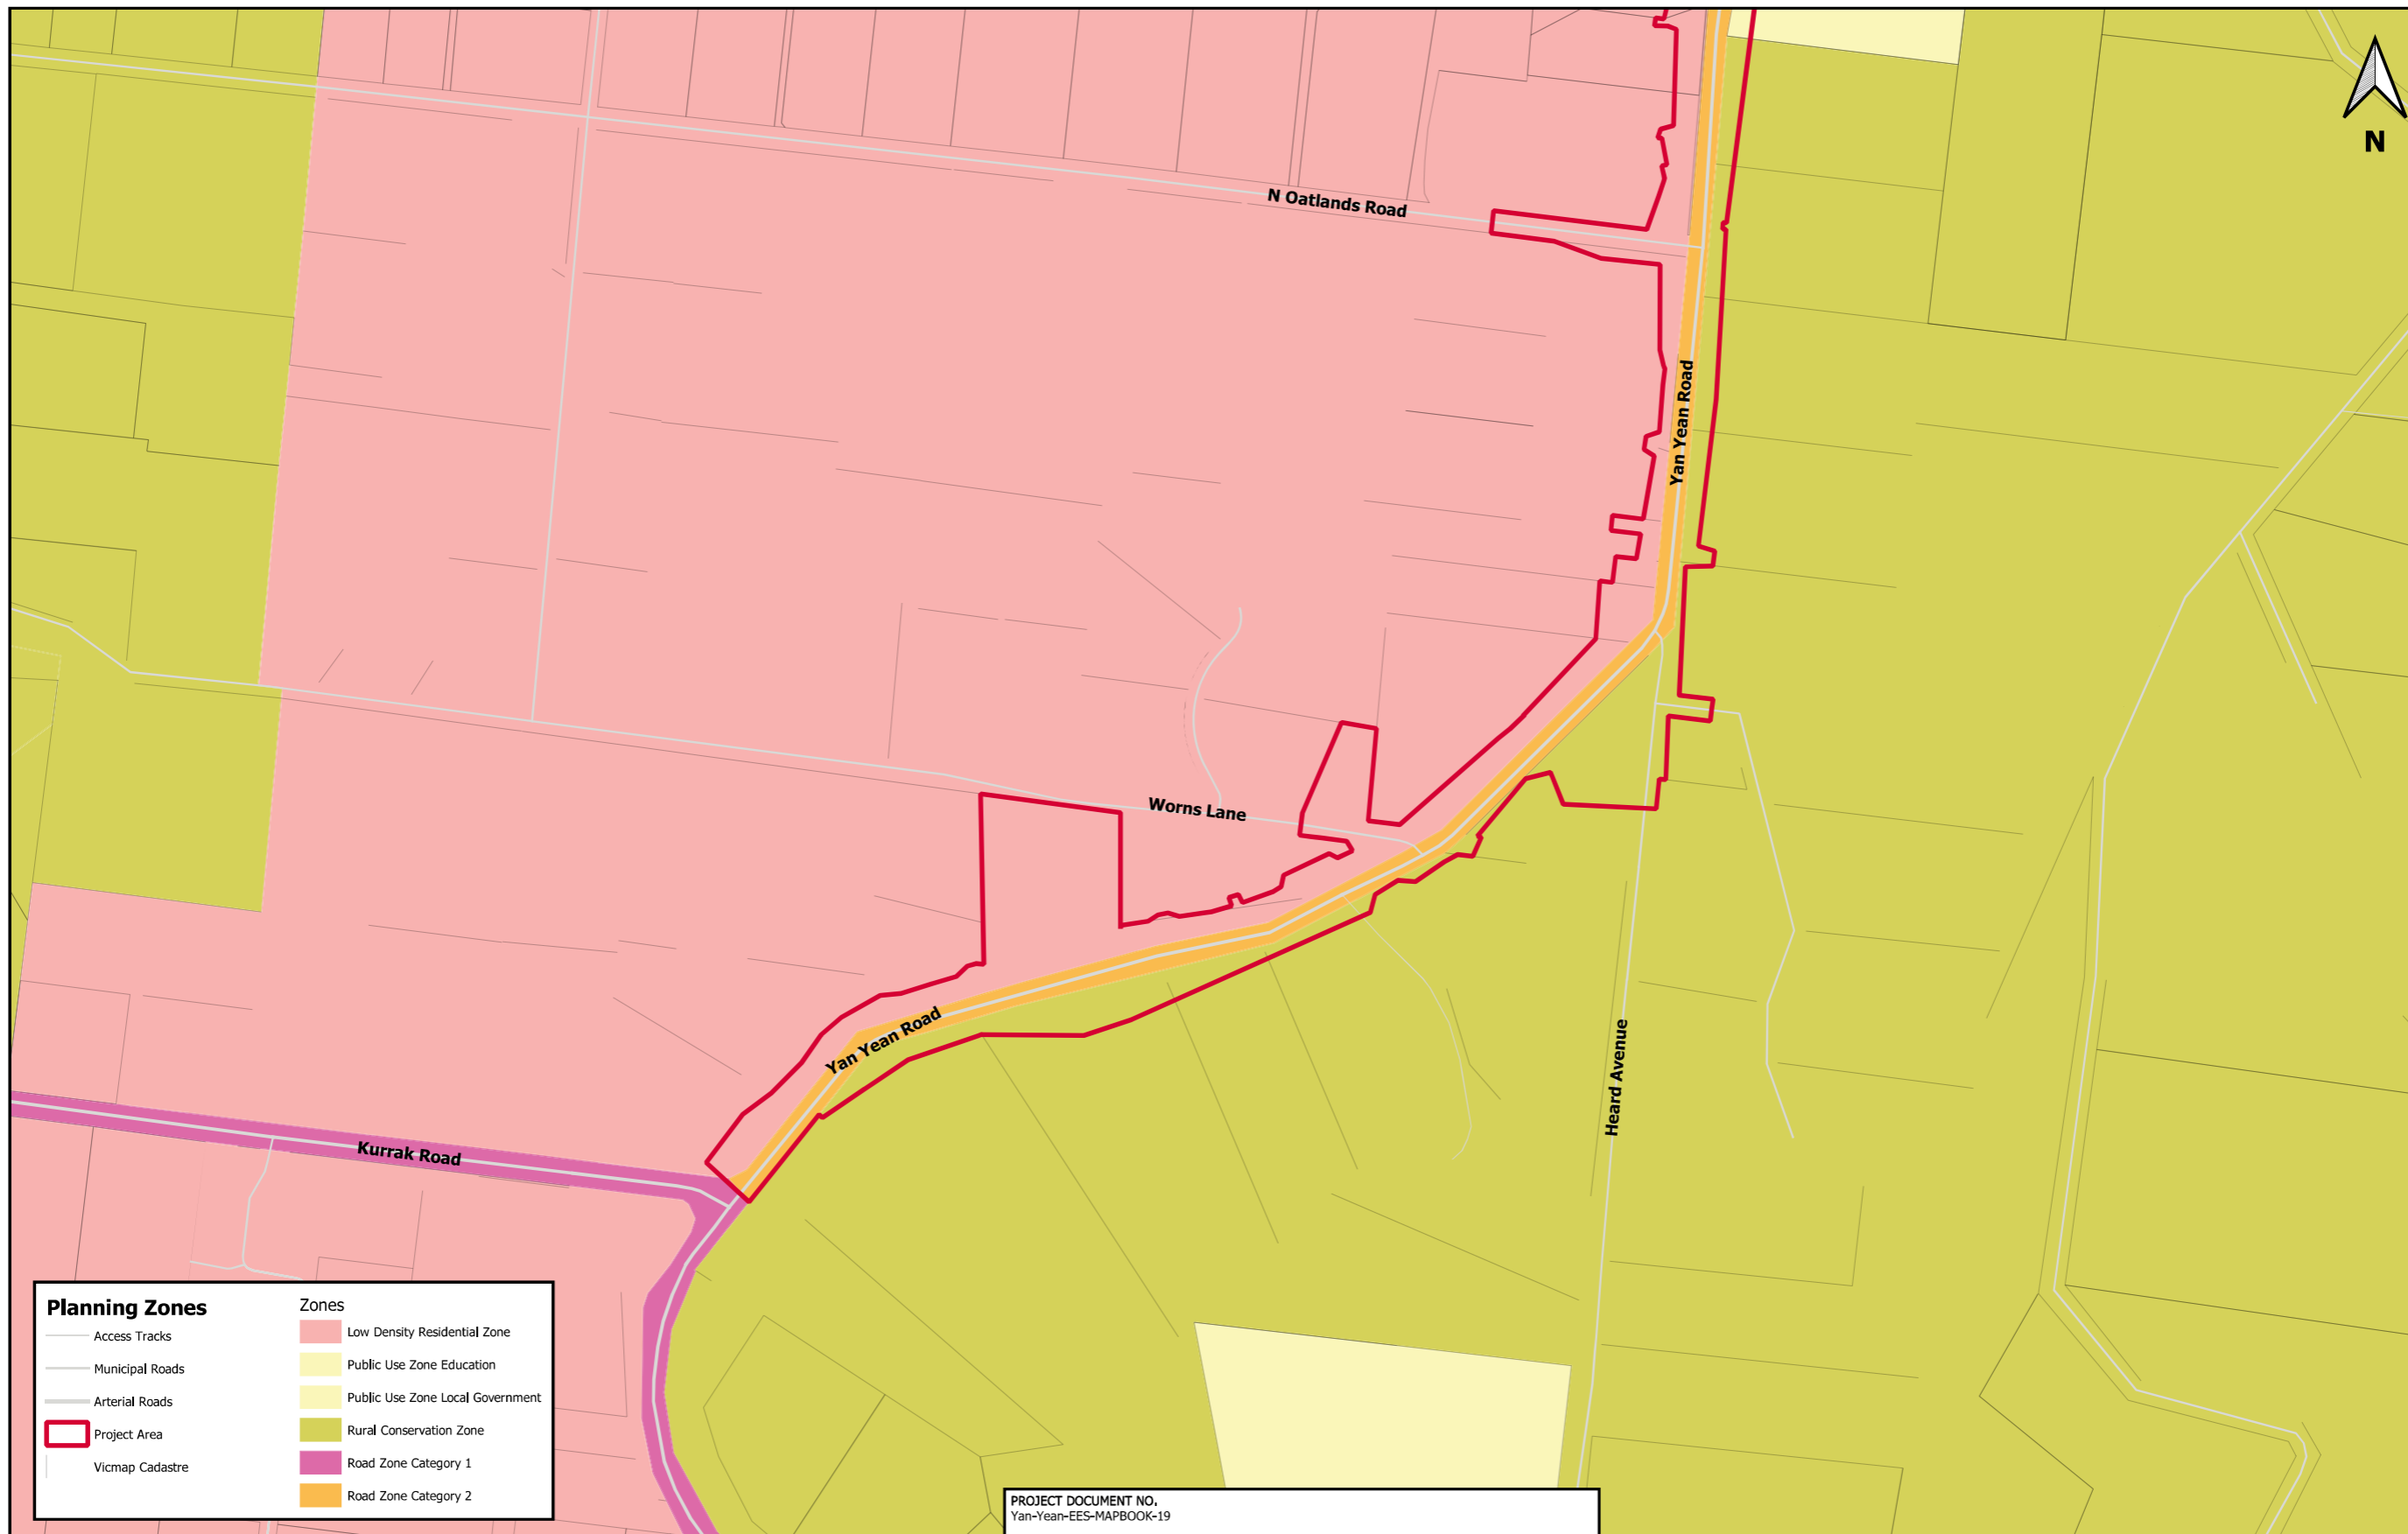 N
N Oatlands Road
Yan Yean Road
Worns Lane
Yan Yean Road
Heard Avenue
Kurrak Road
Planning Zones
Access Tracks
Municipal Roads
Arterial Roads
Project Area
Vicmap Cadastre
Zones
Low Density Residential Zone
Public Use Zone Education
Public Use Zone Local Government
Rural Conservation Zone
Road Zone Category 1
Road Zone Category 2
PROJECT DOCUMENT NO.
Yan-Yean-EES-MAPBOOK-19